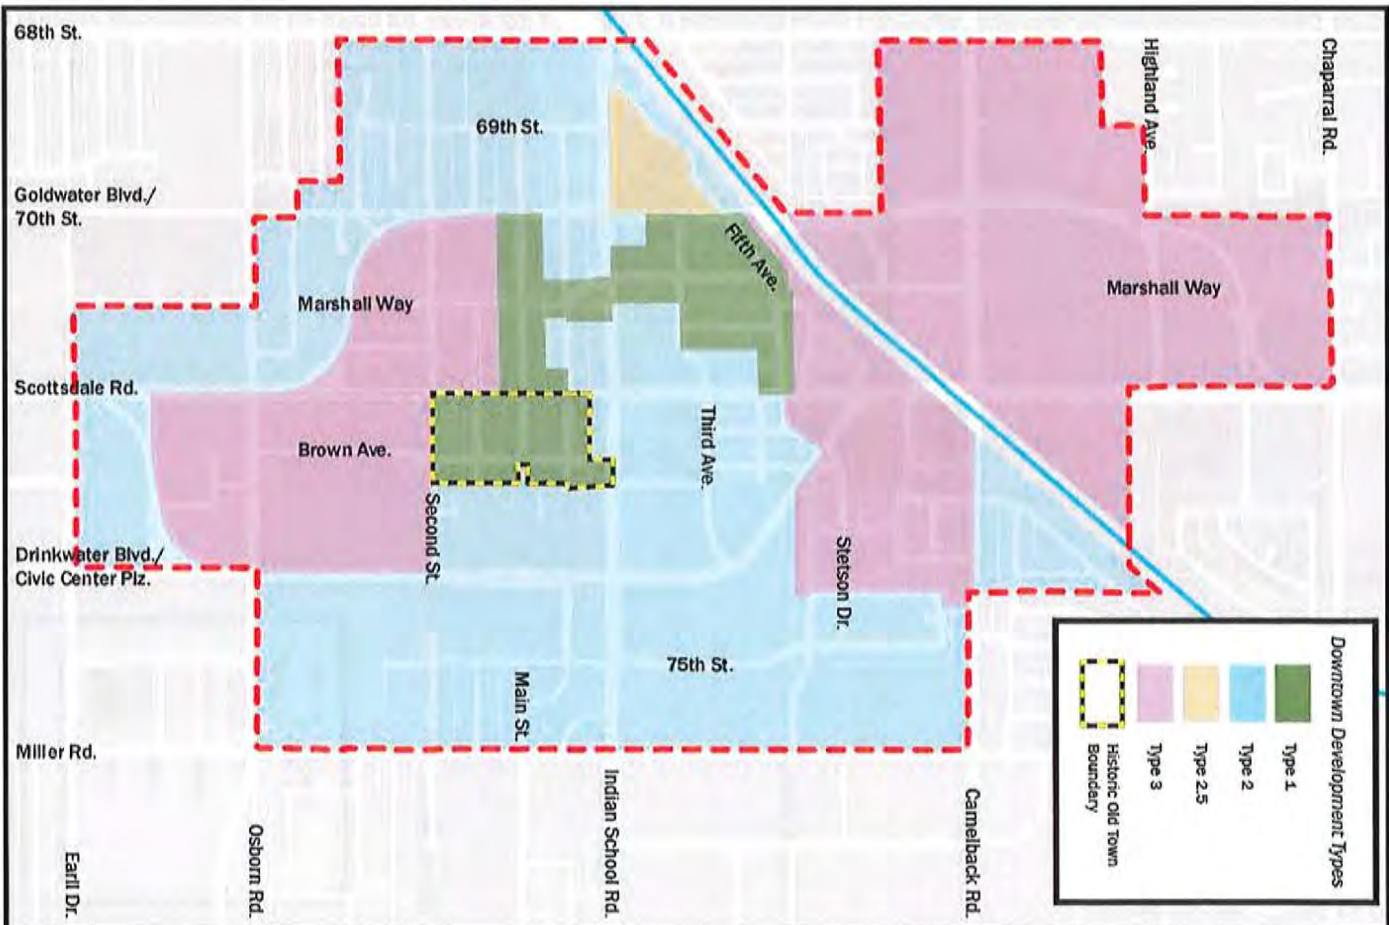 68th St.
Highland Ave.
Chaparral Rd.
69th St.
Goldwater Blvd./
70th St.
Fifth Ave.
Marshall Way
Marshall Way
Scottsdale Rd.
Third Ave.
Brown Ave.
Second St.
Drinkwater Blvd./
Civic Center Plz.
Stetson Dr.
75th St.
Main St.
Miller Rd.
Indian School Rd.
Camelback Rd.
Osborn Rd.
Earll Dr.
Downtown Development Types
Type 1
Type 2
Type 2.5
Type 3
Historic Old Town
Boundary